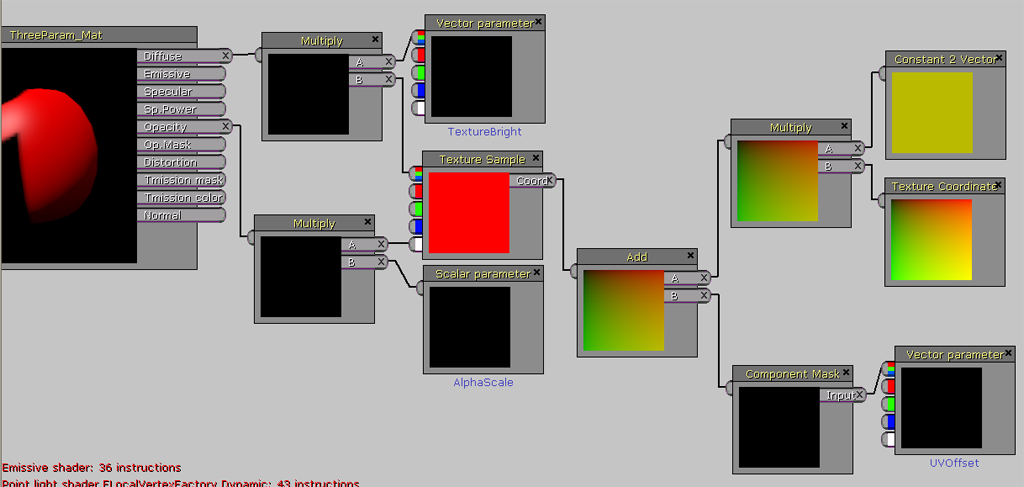 ThreeParam_Mat
Diffuse X
Emissive
Specular
Sp.Power
Opacity X
Op.Mask
Distortion
Tmission mask
Tmission color
Normal
Multiply x
A X
B X
Vector parameter x
TextureBright
Texture Sample x
Coord X
Multiply x
A X
B X
Scalar parameter x
AlphaScale
Add x
A X
B X
Multiply x
A X
B X
Constant 2 Vector x
Texture Coordinate x
Component Mask x
Input X
Vector parameter x
UVOffset
Emissive shader: 36 instructions
Point light shader FLocalVertexFactory Dynamic: 43 instructions